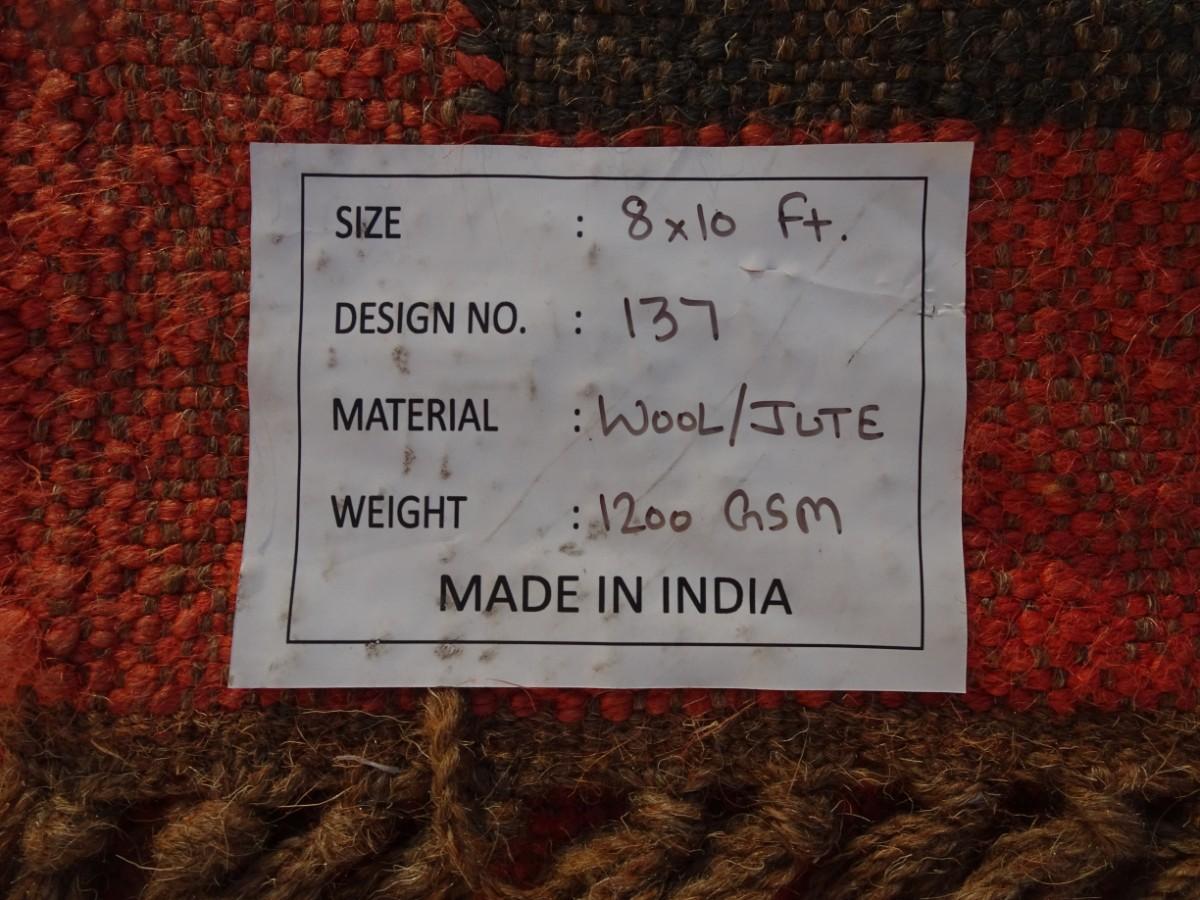 SIZE : 8x10 Ft.
DESIGN NO. : 137
MATERIAL : WOOL/JUTE
WEIGHT : 1200 GSM
MADE IN INDIA